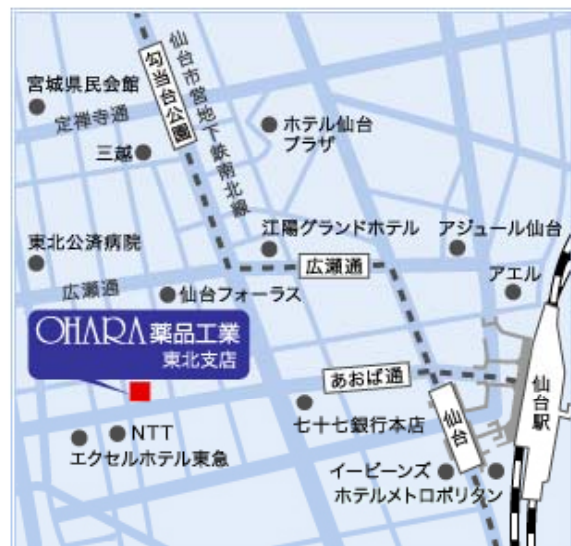 宮城県民会館
定禅寺通
勾当台公園
仙台市営地下鉄南北線
三越
ホテル仙台
プラザ
東北公済病院
江陽グランドホテル
アジュール仙台
広瀬通
広瀬通
仙台フォーラス
アエル
OHARA薬品工業
東北支店
あおば通
仙台駅
仙台
七十七銀行本店
NTT
エクセルホテル東急
イービーンズ
ホテルメトロポリタン